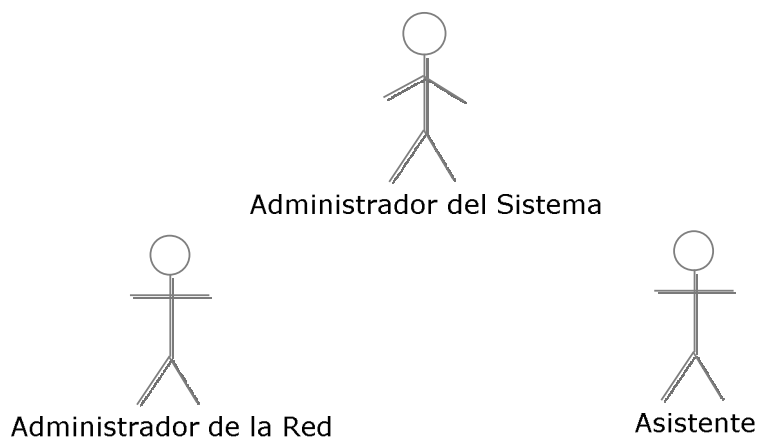 Administrador del Sistema
Administrador de la Red
Asistente